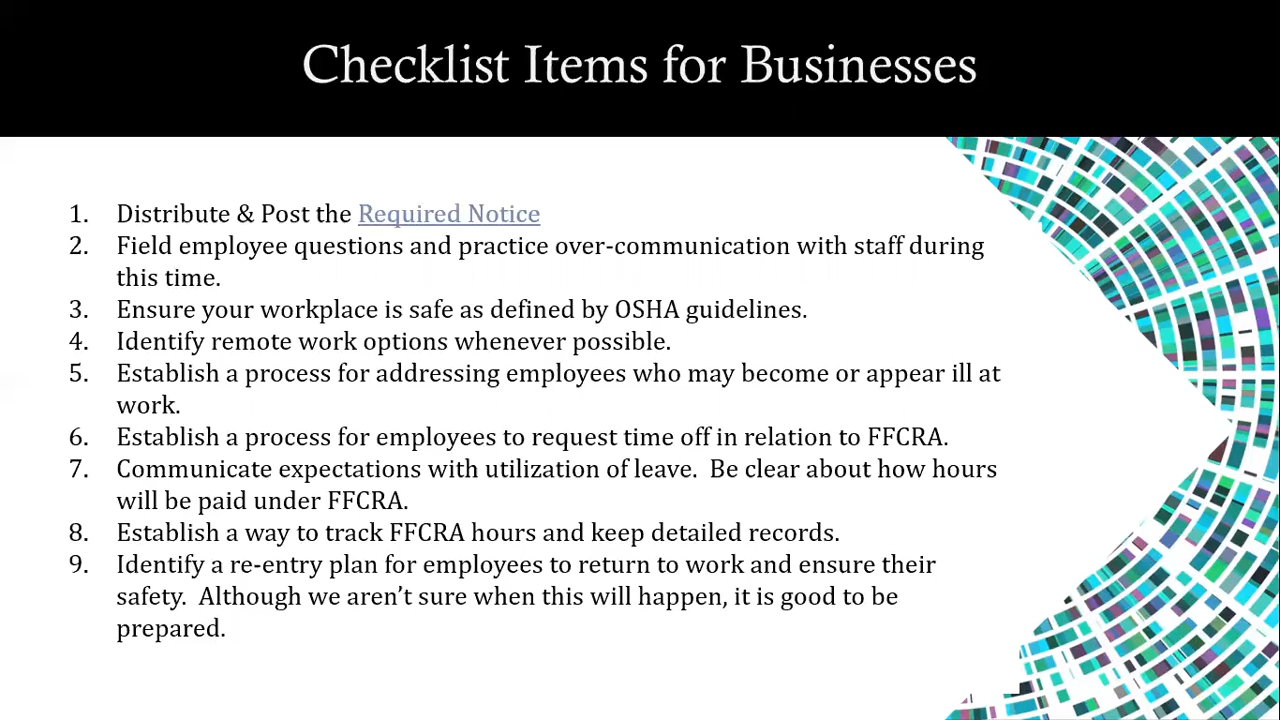 Checklist Items for Businesses
1. Distribute & Post the Required Notice
2. Field employee questions and practice over-communication with staff during
this time.
3. Ensure your workplace is safe as defined by OSHA guidelines.
4. Identify remote work options whenever possible.
5. Establish a process for addressing employees who may become or appear ill at
work.
6. Establish a process for employees to request time off in relation to FFCRA.
7. Communicate expectations with utilization of leave.  Be clear about how hours
will be paid under FFCRA.
8. Establish a way to track FFCRA hours and keep detailed records.
9. Identify a re-entry plan for employees to return to work and ensure their
safety.  Although we aren’t sure when this will happen, it is good to be
prepared.